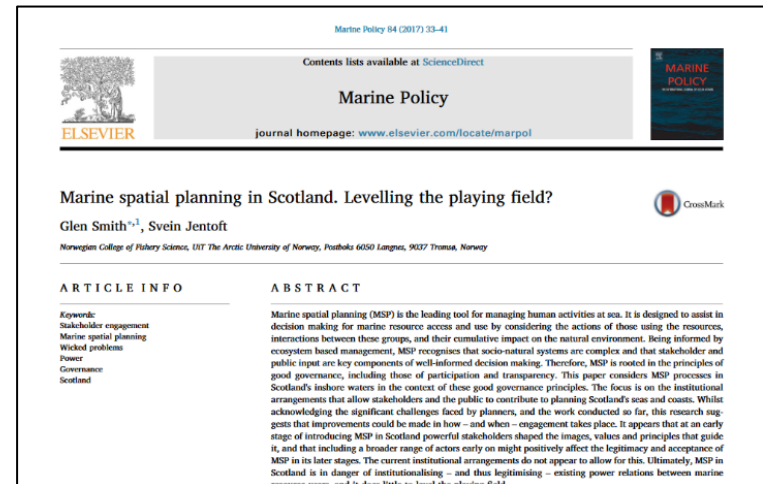 Marine Policy 84 (2017) 33–41
Contents lists available at ScienceDirect
Marine Policy
journal homepage: www.elsevier.com/locate/marpol
ELSEVIER
MARINE
POLICY
Marine spatial planning in Scotland. Levelling the playing field?
CrossMark
Glen Smith*,1, Svein Jentoft
Norwegian College of Fishery Science, UiT The Arctic University of Norway, Postboks 6050 Langnes, 9037 Tromsø, Norway
ARTICLE INFO
Keywords:
Stakeholder engagement
Marine spatial planning
Wicked problems
Power
Governance
Scotland
ABSTRACT
Marine spatial planning (MSP) is the leading tool for managing human activities at sea. It is designed to assist in
decision making for marine resource access and use by considering the actions of those using the resources,
interactions between these groups, and their cumulative impact on the natural environment. Being informed by
ecosystem based management, MSP recognises that socio-natural systems are complex and that stakeholder and
public input are key components of well-informed decision making. Therefore, MSP is rooted in the principles of
good governance, including those of participation and transparency. This paper considers MSP processes in
Scotland's inshore waters in the context of these good governance principles. The focus is on the institutional
arrangements that allow stakeholders and the public to contribute to planning Scotland's seas and coasts. Whilst
acknowledging the significant challenges faced by planners, and the work conducted so far, this research sug-
gests that improvements could be made in how – and when – engagement takes place. It appears that at an early
stage of introducing MSP in Scotland powerful stakeholders shaped the images, values and principles that guide
it, and that including a broader range of actors early on might positively affect the legitimacy and acceptance of
MSP in its later stages. The current institutional arrangements do not appear to allow for this. Ultimately, MSP in
Scotland is in danger of institutionalising – and thus legitimising – existing power relations between marine
resource users, and it does little to level the playing field.